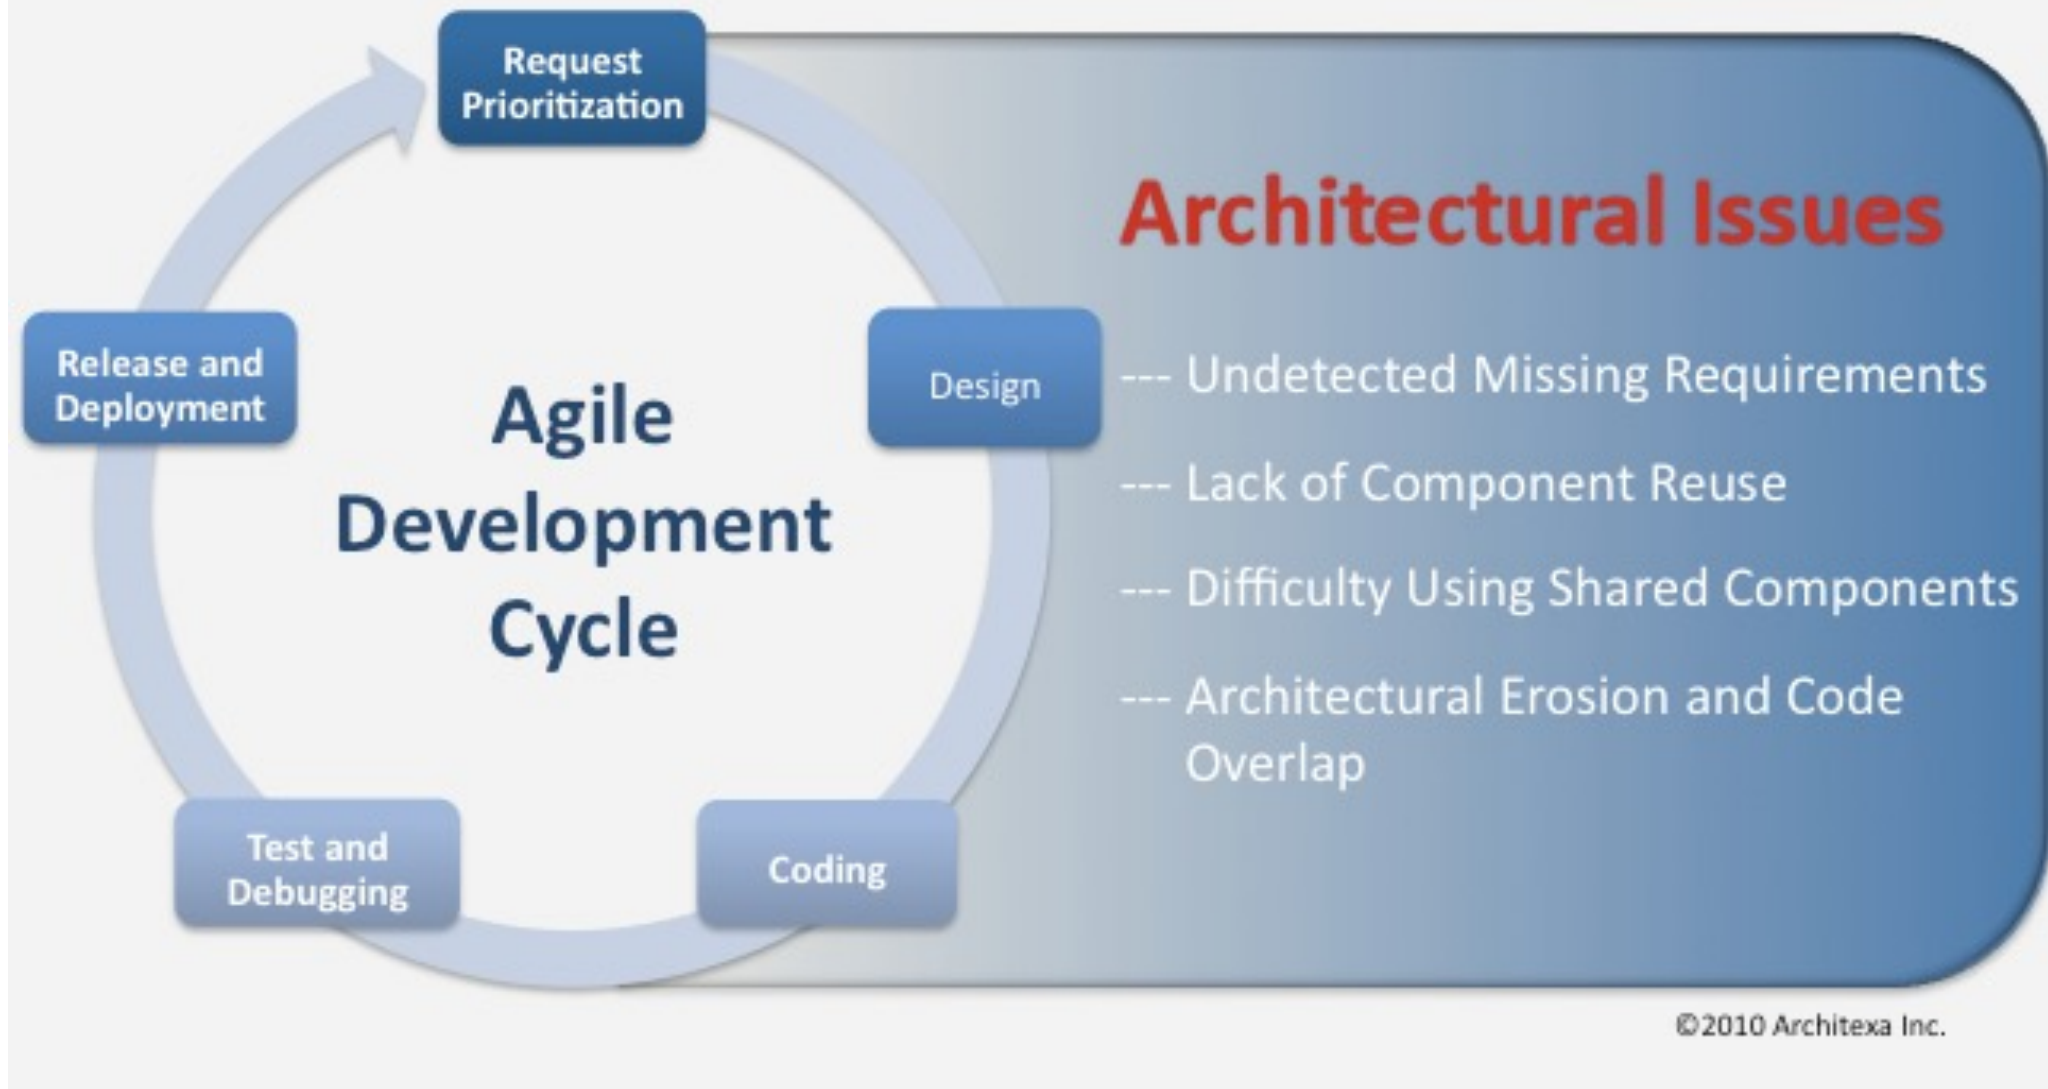 Request
Prioritization
Architectural Issues
Release and
Deployment
Agile
Development
Cycle
Design
--- Undetected Missing Requirements
--- Lack of Component Reuse
--- Difficulty Using Shared Components
--- Architectural Erosion and Code
Overlap
Test and
Debugging
Coding
©2010 Architexa Inc.